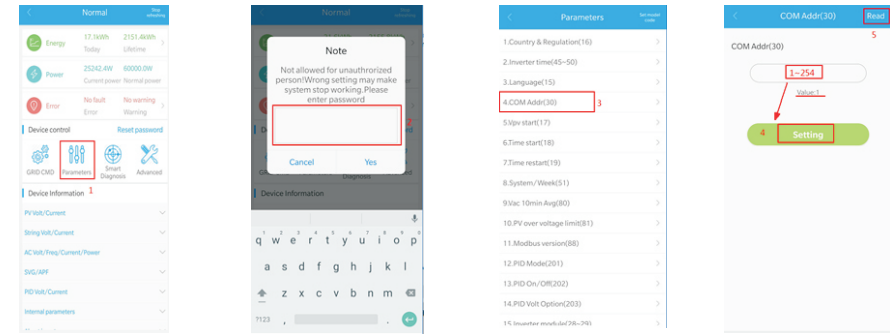 Normal
Stop refreshing
Energy
17.1kWh 2151.4kWh
Today Lifetime
Power
25242.4W 60000.0W
Current power Normal power
Error
No fault No warning
Error Warning
Device control Reset password
GRID CMD Parameters Smart Diagnosis Advanced
1
Device Information
PV Volt/Current
String Volt/Current
AC Volt/Freq/Current/Power
SVG/APF
PID Volt/Current
Internal parameters
Normal
Note
Not allowed for unauthrorized
person!Wrong setting may make
system stop working.Please
enter password
2
Cancel Yes
Diagnosis
Device Information
q w e r t y u i o p
a s d f g h j k l
z x c v b n m
?123 , .
Parameters
Set model code
1.Country & Regulation(16)
2.Inverter time(45~50)
3.Language(15)
4.COM Addr(30)
3
5.Vpv start(17)
6.Time start(18)
7.Time restart(19)
8.System/Week(51)
9.Vac 10min Avg(80)
10.PV over voltage limit(81)
11.Modbus version(88)
12.PID Mode(201)
13.PID On/Off(202)
14.PID Volt Option(203)
15.Inverter module(28~29)
COM Addr(30) Read
5
COM Addr(30)
1~254
Value:1
4
Setting